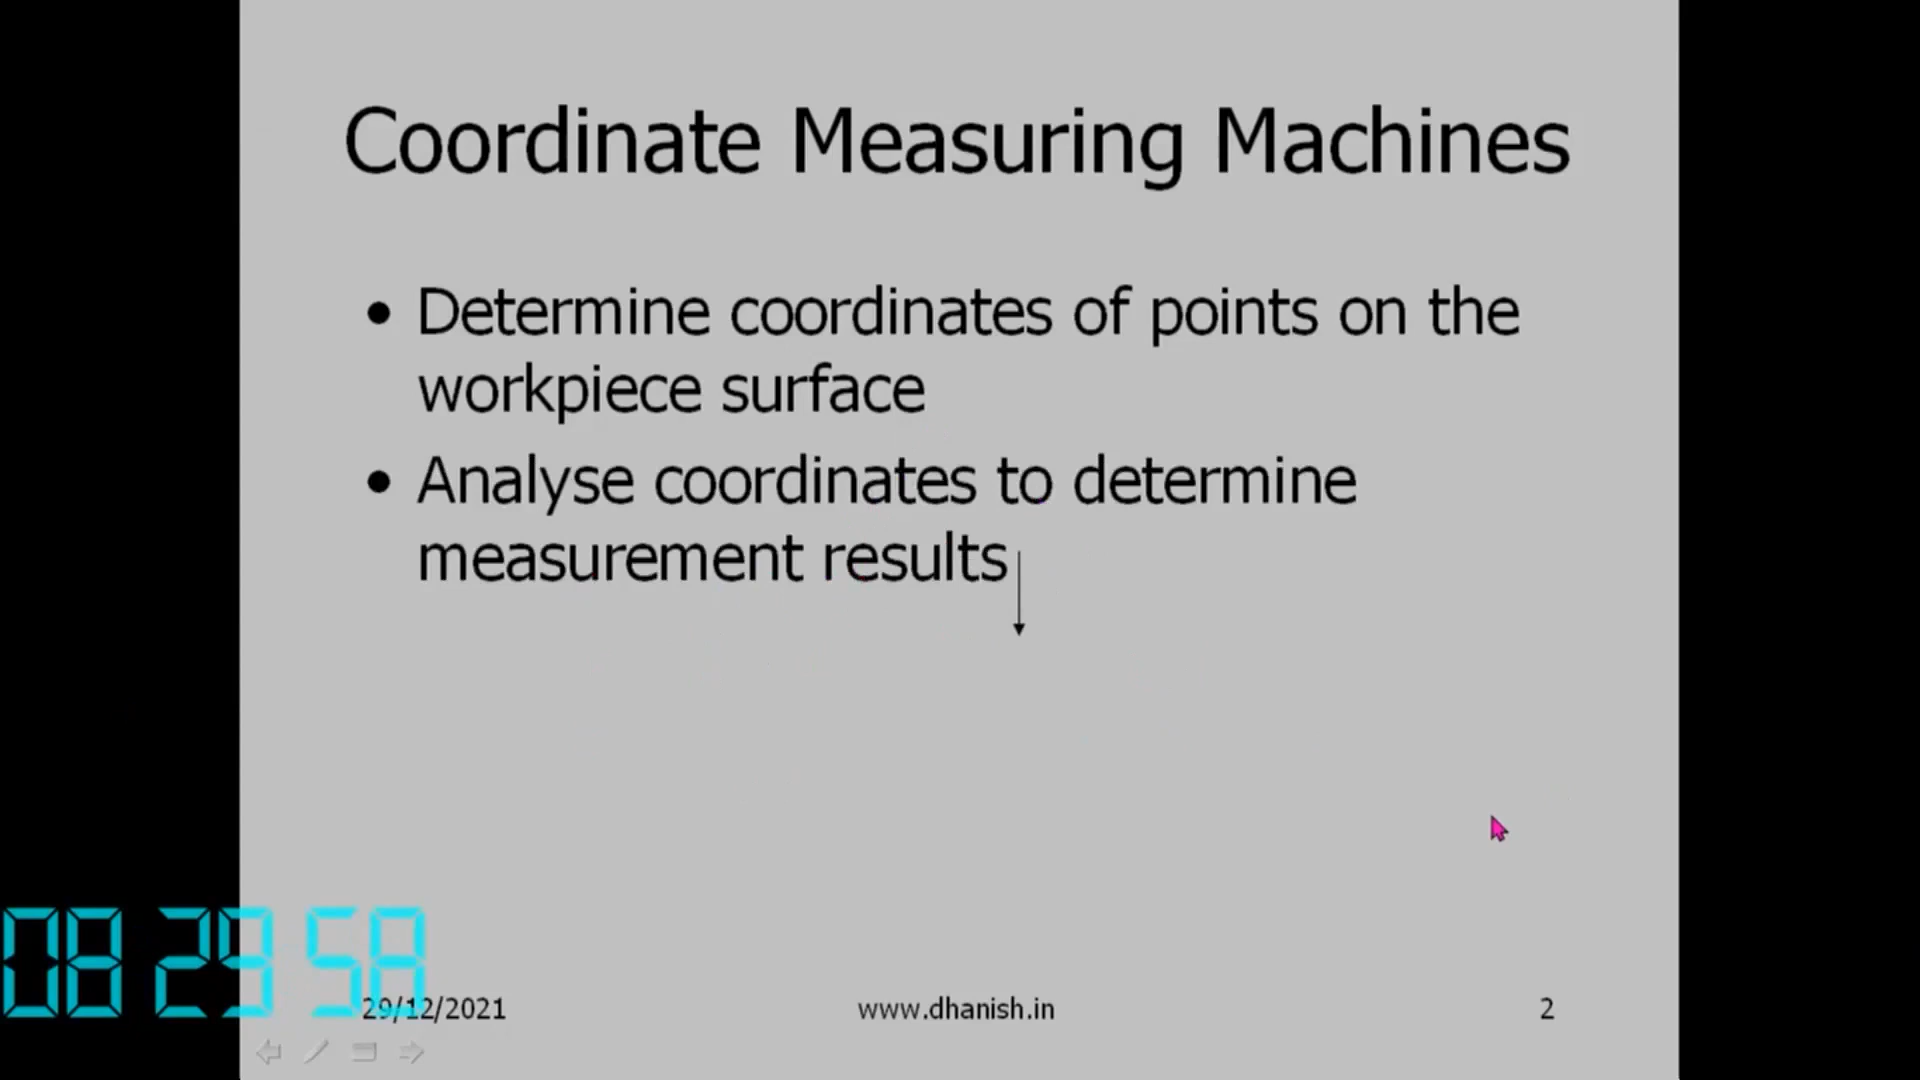 Coordinate Measuring Machines
• Determine coordinates of points on the
workpiece surface
• Analyse coordinates to determine
measurement results
08 29 58
29/12/2021
www.dhanish.in
2